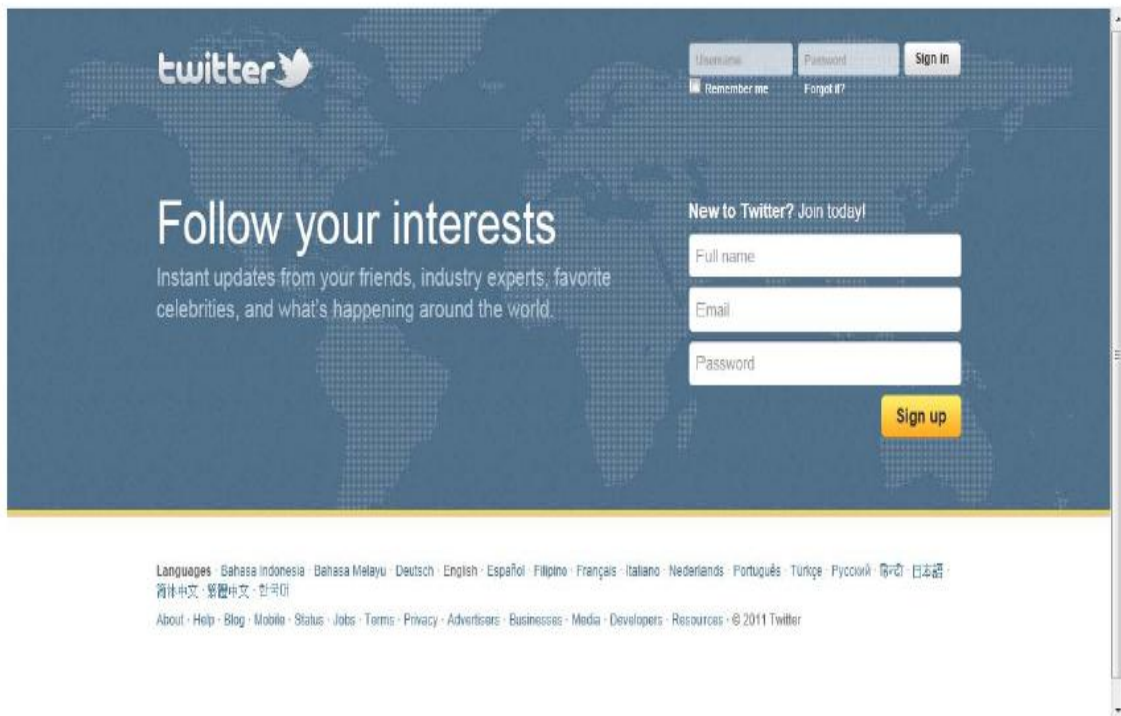 twitter
Username Password Sign in
Remember me Forgot it?
Follow your interests
Instant updates from your friends, industry experts, favorite
celebrities, and what's happening around the world.
New to Twitter? Join today!
Full name
Email
Password
Sign up
Languages · Bahasa Indonesia · Bahasa Melayu · Deutsch · English · Español · Filipino · Français · Italiano · Nederlands · Português · Türkçe · Русский · हिन्दी · 日本語 ·
简体中文 · 繁體中文 · 한국어
About · Help · Blog · Mobile · Status · Jobs · Terms · Privacy · Advertisers · Businesses · Media · Developers · Resources · © 2011 Twitter